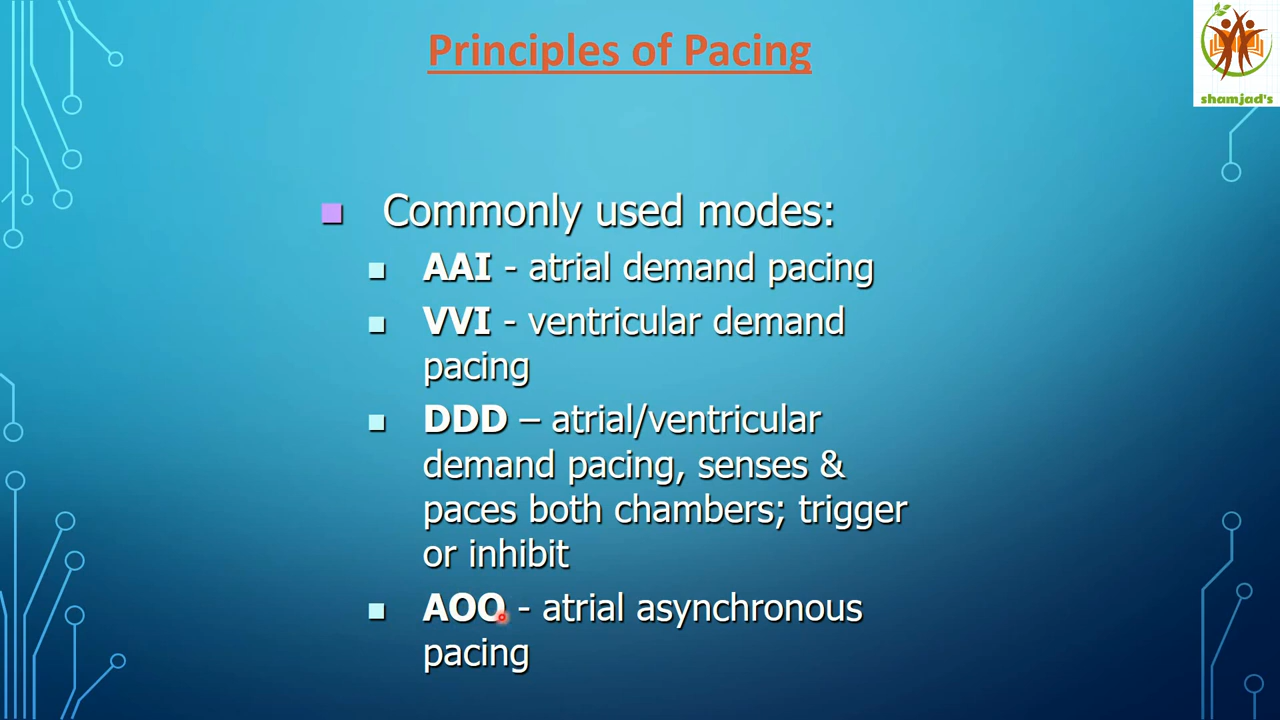 Principles of Pacing
shamjad's
Commonly used modes:
AAI - atrial demand pacing
VVI - ventricular demand
pacing
DDD – atrial/ventricular
demand pacing, senses &
paces both chambers; trigger
or inhibit
AOO - atrial asynchronous
pacing